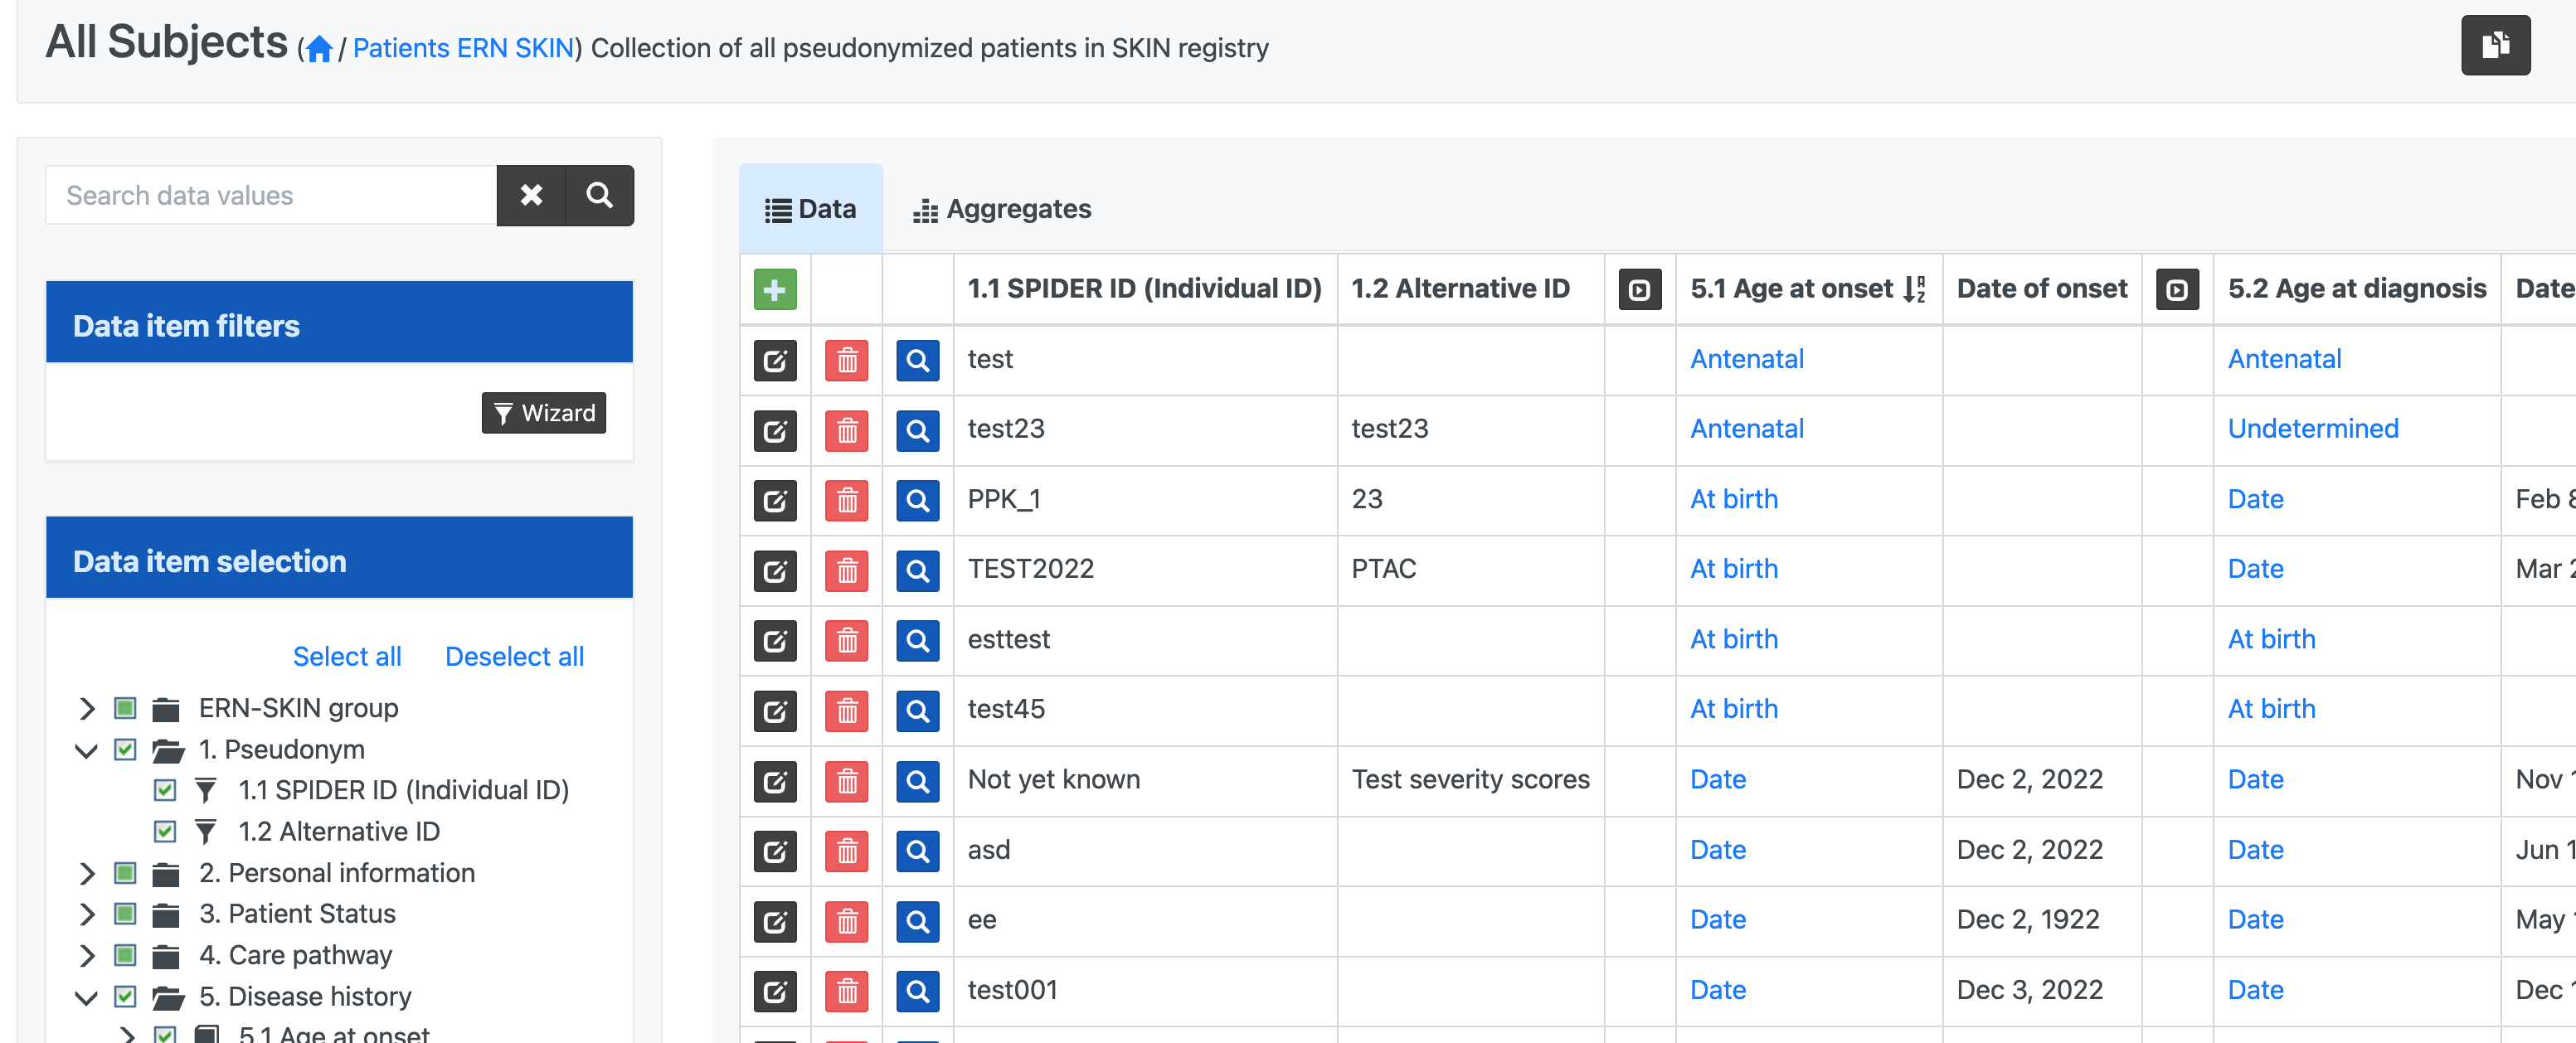 All Subjects (/ Patients ERN SKIN) Collection of all pseudonymized patients in SKIN registry
Search data values
Data item filters
Wizard
Data item selection
Select all Deselect all
ERN-SKIN group
1. Pseudonym
1.1 SPIDER ID (Individual ID)
1.2 Alternative ID
2. Personal information
3. Patient Status
4. Care pathway
5. Disease history
5.1 Age at onset
Data Aggregates
1.1 SPIDER ID (Individual ID) 1.2 Alternative ID 5.1 Age at onset Date of onset 5.2 Age at diagnosis Date
test Antenatal Antenatal
test23 test23 Antenatal Undetermined
PPK_1 23 At birth Date Feb 8
TEST2022 PTAC At birth Date Mar 2
esttest At birth At birth
test45 At birth At birth
Not yet known Test severity scores Date Dec 2, 2022 Date Nov 1
asd Date Dec 2, 2022 Date Jun 1
ee Date Dec 2, 1922 Date May
test001 Date Dec 3, 2022 Date Dec